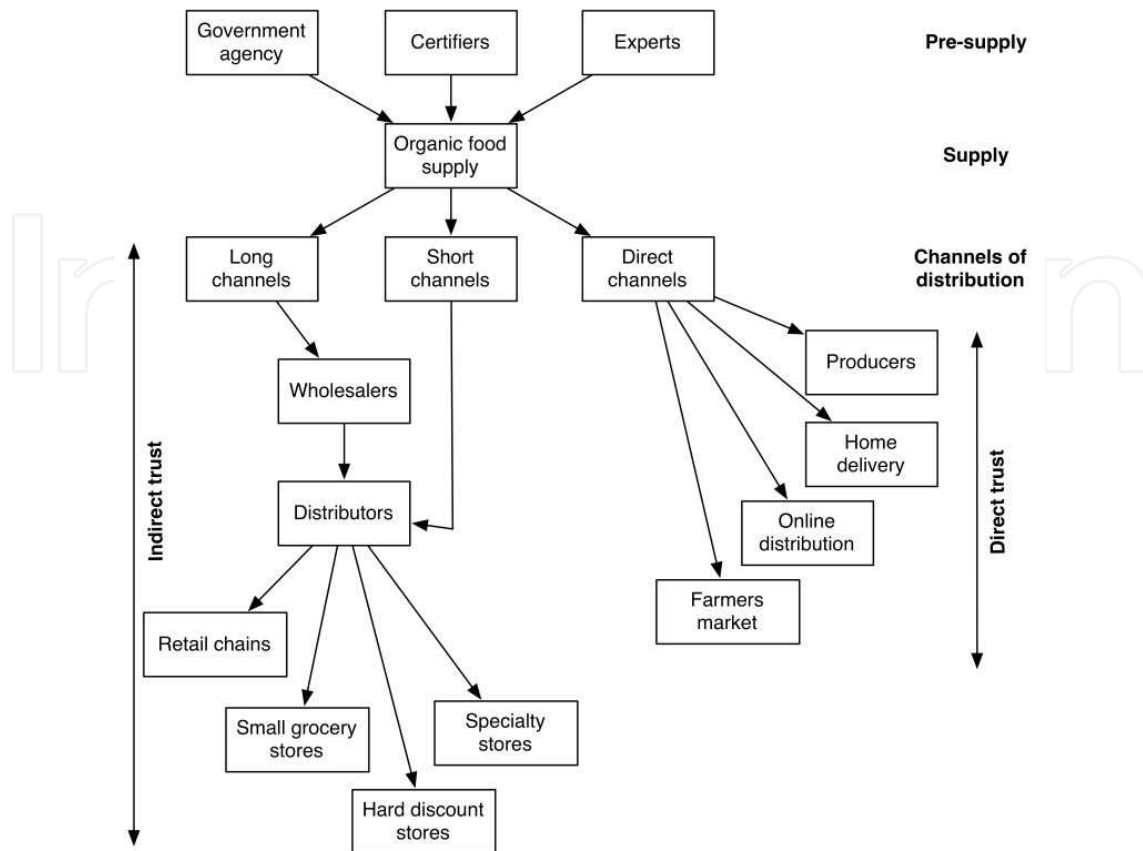 Government
agency
Certifiers
Experts
Pre-supply
Organic food
supply
Supply
Long
channels
Short
channels
Direct
channels
Channels of
distribution
Producers
Wholesalers
Home
delivery
Indirect trust
Direct trust
Distributors
Online
distribution
Farmers
market
Retail chains
Small grocery
stores
Specialty
stores
Hard discount
stores